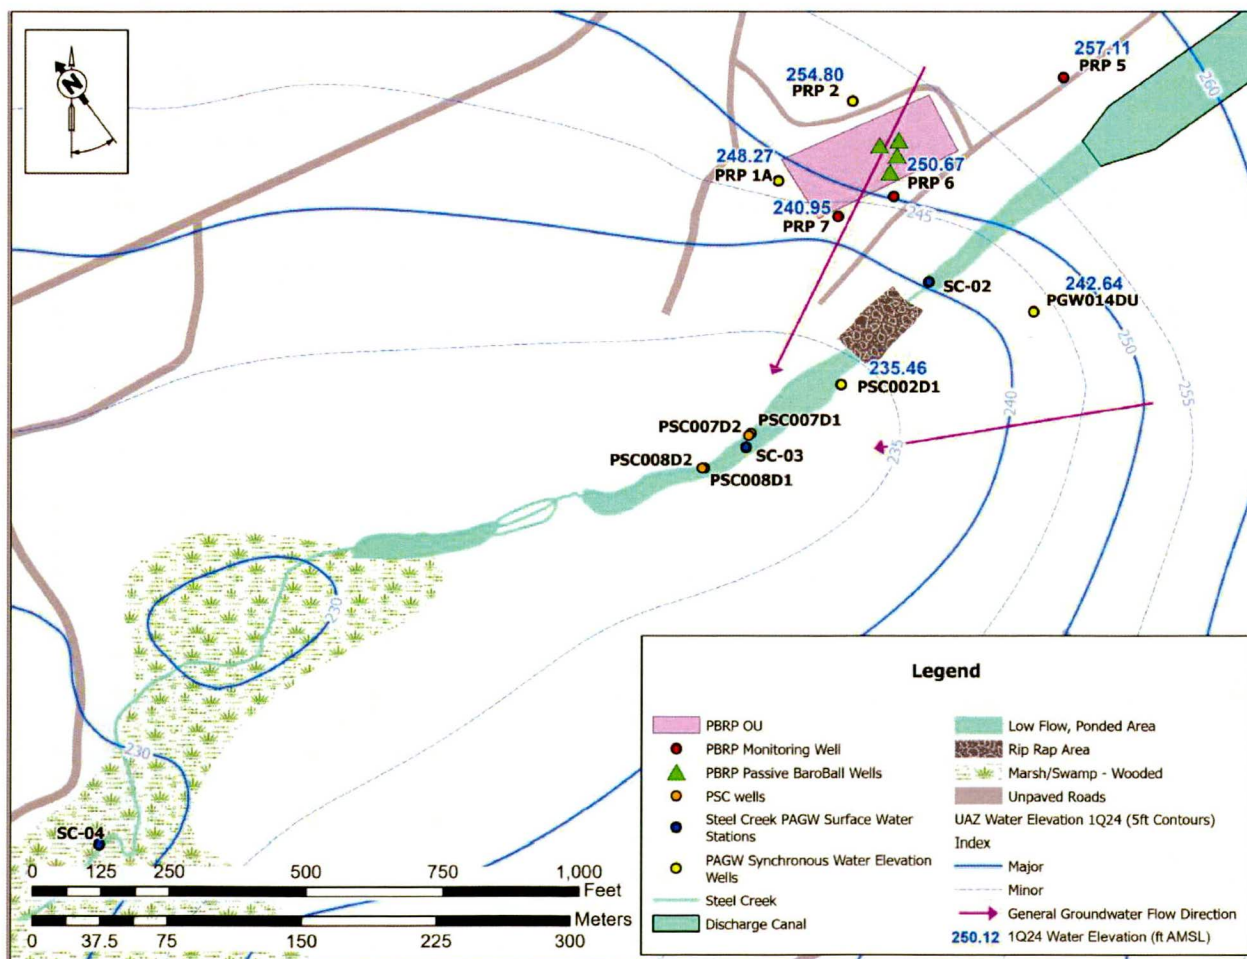 N
257.11
PRP 5
254.80
PRP 2
260
248.27
PRP 1A
250.67
PRP 6
240.95
PRP 7
245
SC-02
242.64
PGW014DU
250
235.46
PSC002D1
255
240
PSC007D2
PSC007D1
SC-03
235
PSC008D2
PSC008D1
230
230
SC-04
0 125 250 500 750 1,000
Feet
Meters
0 37.5 75 150 225 300
Legend
PBRP OU
PBRP Monitoring Well
PBRP Passive BaroBall Wells
PSC wells
Steel Creek PAGW Surface Water
Stations
PAGW Synchronous Water Elevation
Wells
Steel Creek
Discharge Canal
Low Flow, Ponded Area
Rip Rap Area
Marsh/Swamp - Wooded
Unpaved Roads
UAZ Water Elevation 1Q24 (5ft Contours)
Index
Major
Minor
General Groundwater Flow Direction
250.12 1Q24 Water Elevation (ft AMSL)